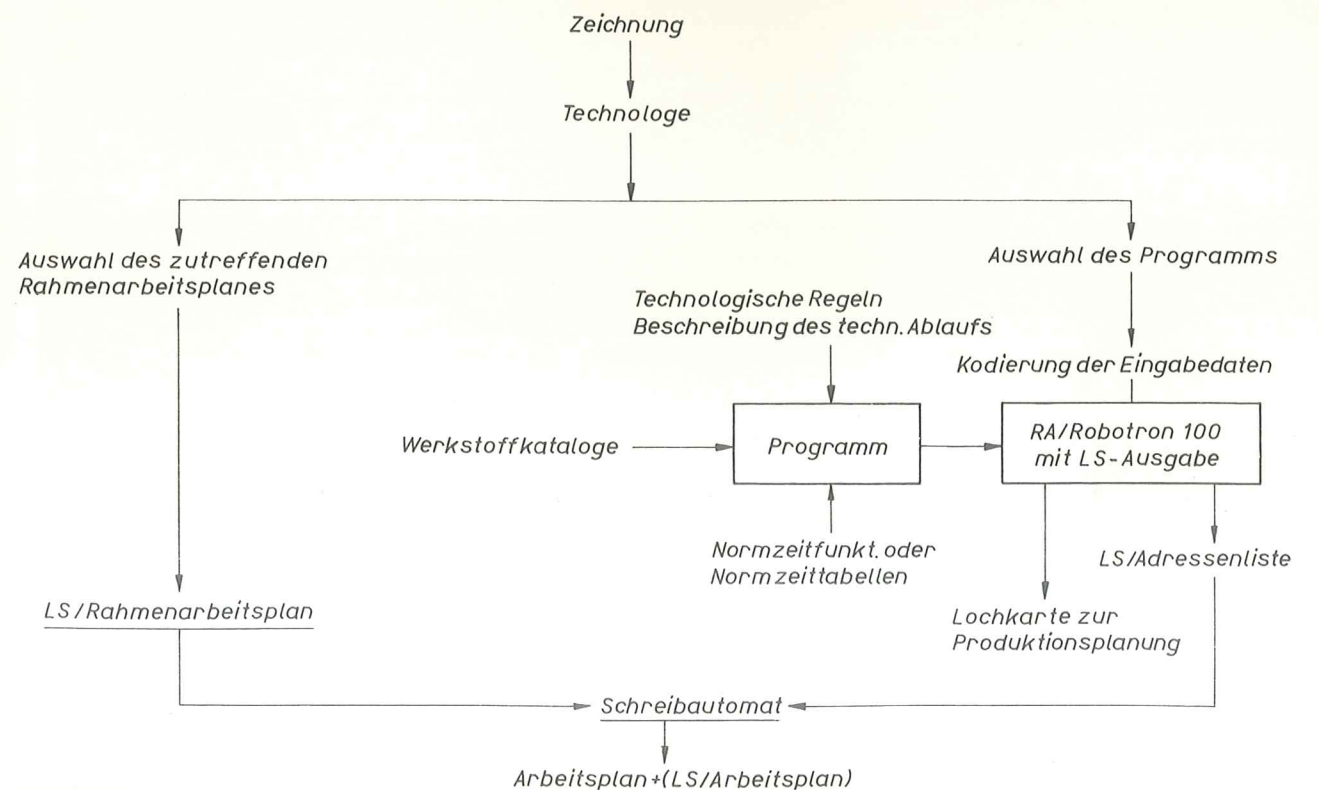 Zeichnung
Technologe
Auswahl des zutreffenden
Rahmenarbeitsplanes
Auswahl des Programms
Technologische Regeln
Beschreibung des techn. Ablaufs
Kodierung der Eingabedaten
Werkstoffkataloge
Programm
RA/Robotron 100
mit LS-Ausgabe
Normzeitfunkt. oder
Normzeittabellen
LS/Adressenliste
LS/Rahmenarbeitsplan
Lochkarte zur
Produktionsplanung
Schreibautomat
Arbeitsplan+(LS/Arbeitsplan)